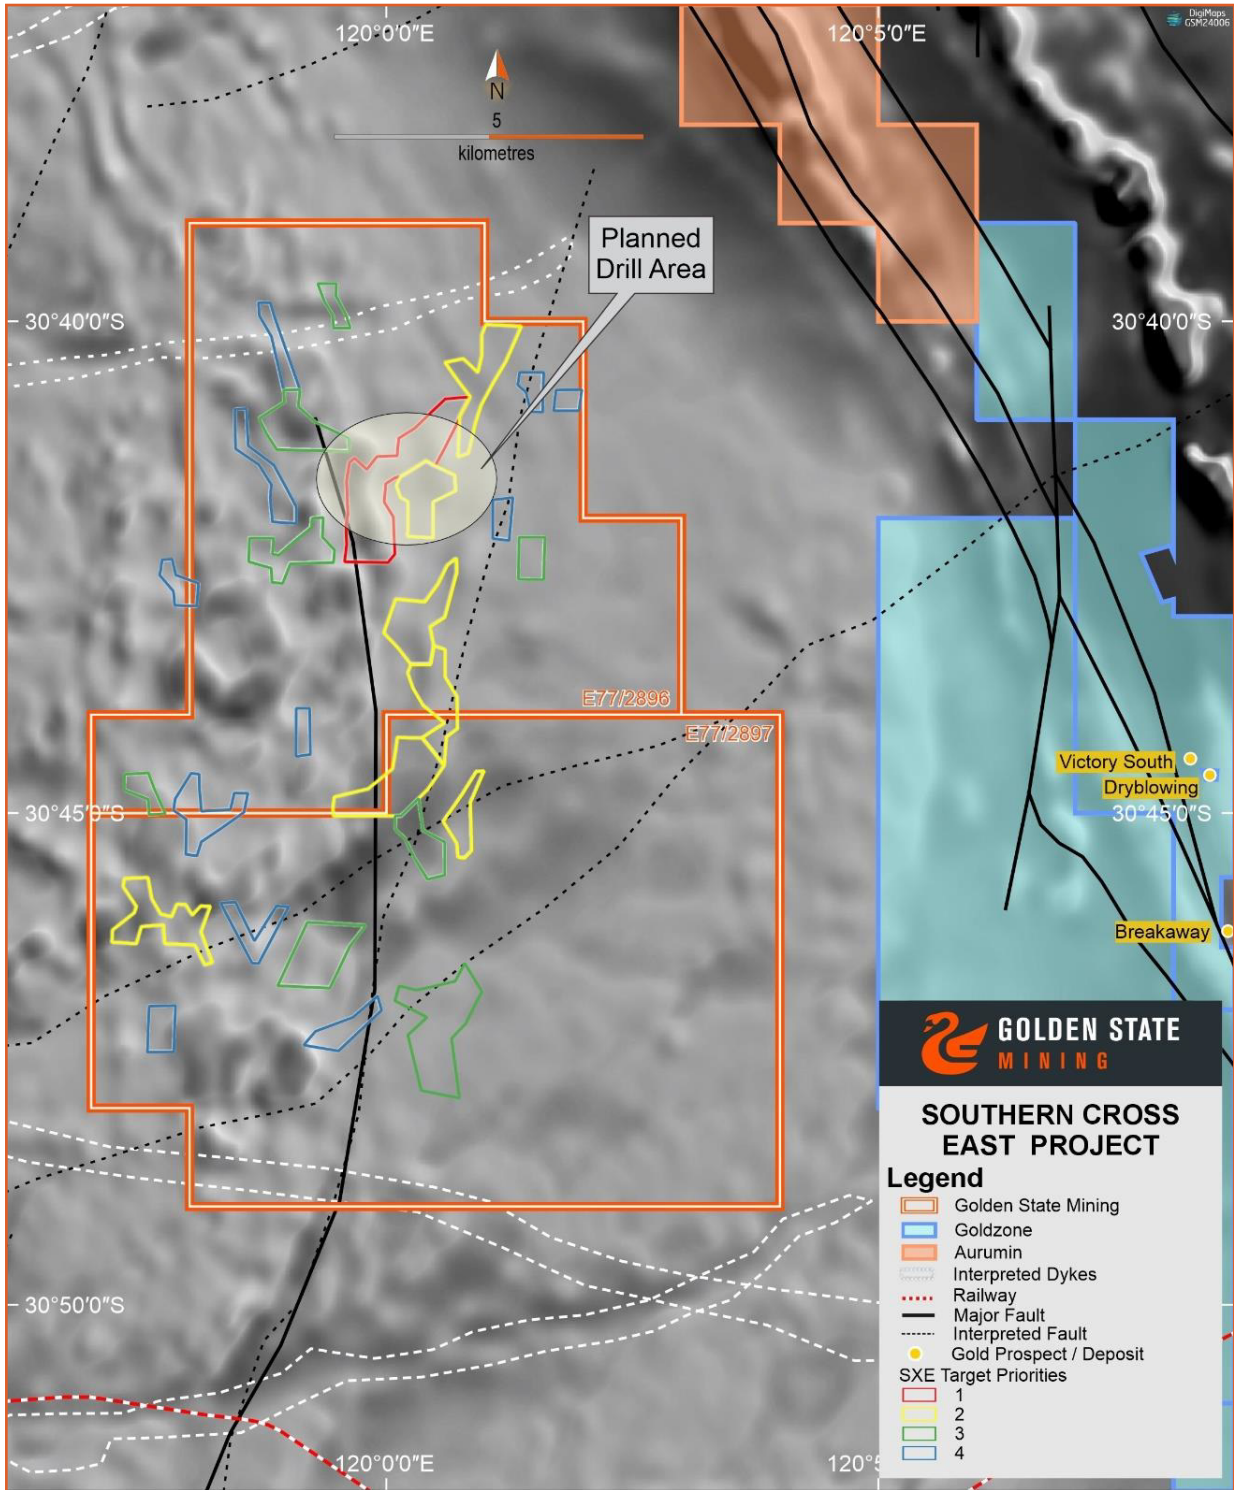 DigiMaps
GSM24006
120°0'0"E
120°5'0"E
N
5
kilometres
Planned
Drill Area
30°40'0"S
30°40'0"S
E77/2896
E77/2897
Victory South
Dryblowing
30°45'0"S
30°45'0"S
Breakaway
GOLDEN STATE
MINING
SOUTHERN CROSS
EAST PROJECT
Legend
Golden State Mining
Goldzone
Aurumin
Interpreted Dykes
Railway
Major Fault
Interpreted Fault
Gold Prospect / Deposit
SXE Target Priorities
1
2
3
4
30°50'0"S
120°0'0"E
120°5